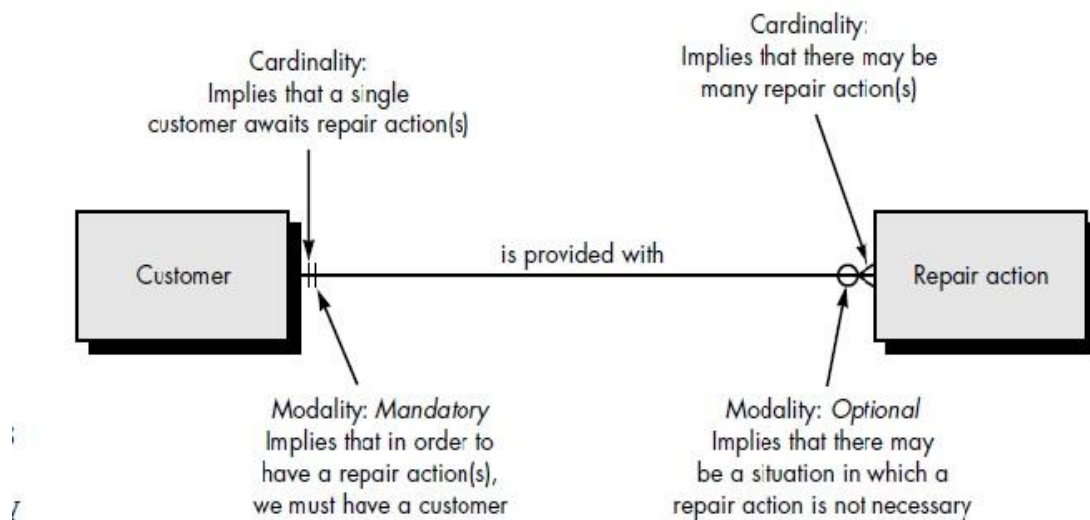 Cardinality:
Implies that a single
customer awaits repair action(s)
Cardinality:
Implies that there may be
many repair action(s)
Customer
is provided with
Repair action
Modality: Mandatory
Implies that in order to
have a repair action(s),
we must have a customer
Modality: Optional
Implies that there may
be a situation in which a
repair action is not necessary